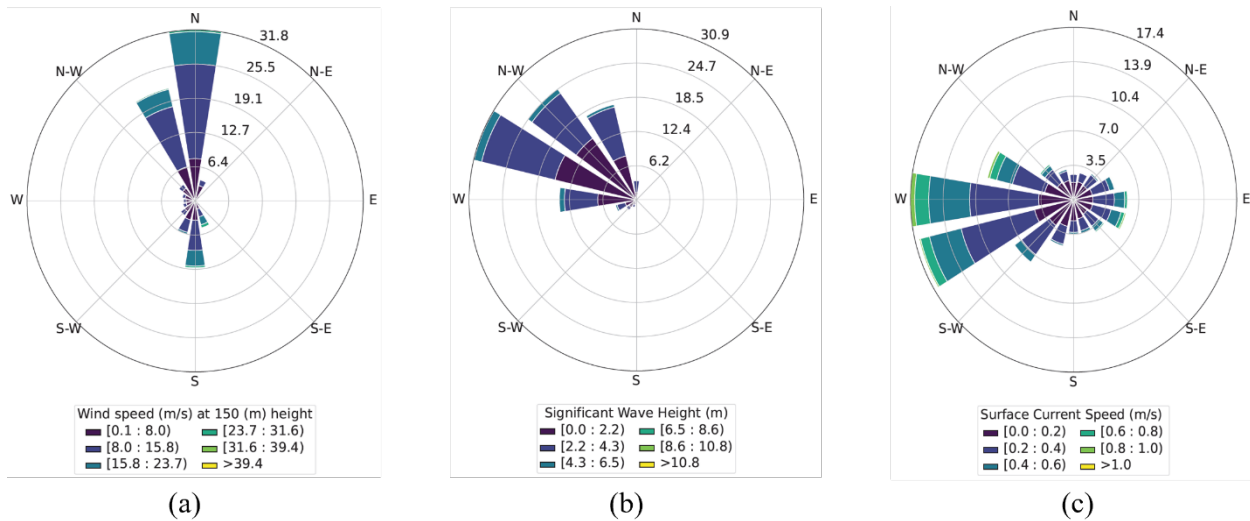 N
31.8
25.5
19.1
12.7
6.4
N-W
N-E
W
E
S-W
S-E
S
Wind speed (m/s) at 150 (m) height
[0.1 : 8.0)
[8.0 : 15.8)
[15.8 : 23.7)
[23.7 : 31.6)
[31.6 : 39.4)
>39.4
(a)
N
30.9
24.7
18.5
12.4
6.2
N-W
N-E
W
E
S-W
S-E
S
Significant Wave Height (m)
[0.0 : 2.2)
[2.2 : 4.3)
[4.3 : 6.5)
[6.5 : 8.6)
[8.6 : 10.8)
>10.8
(b)
N
17.4
13.9
10.4
7.0
3.5
N-W
N-E
W
E
S-W
S-E
S
Surface Current Speed (m/s)
[0.0 : 0.2)
[0.2 : 0.4)
[0.4 : 0.6)
[0.6 : 0.8)
[0.8 : 1.0)
>1.0
(c)